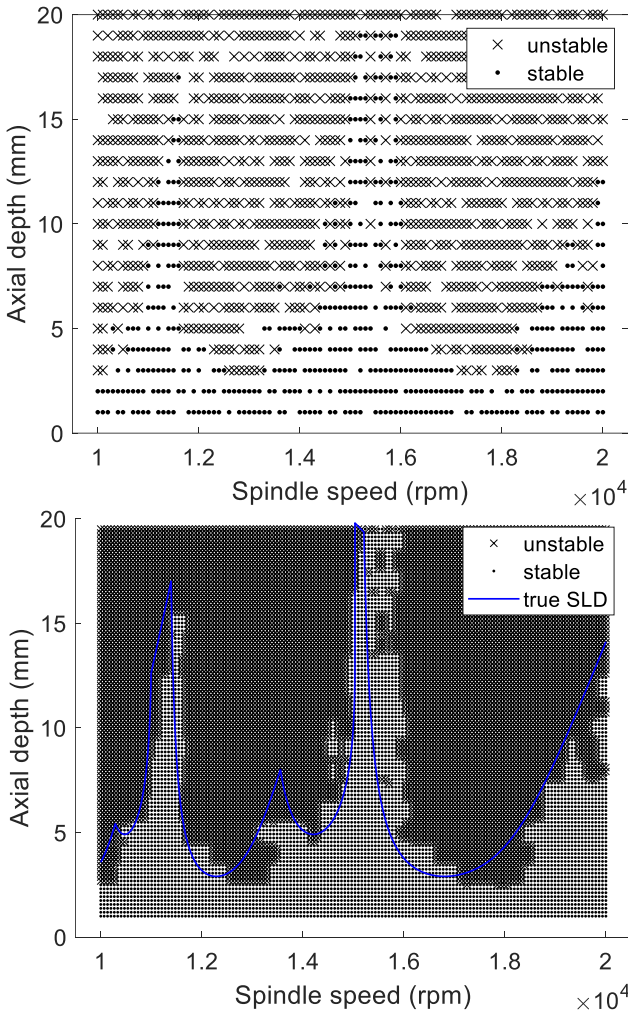 20
15
10
5
0
Axial depth (mm)
unstable
stable
1 1.2 1.4 1.6 1.8 2
Spindle speed (rpm)
×10^4
20
15
10
5
0
Axial depth (mm)
unstable
stable
true SLD
1 1.2 1.4 1.6 1.8 2
Spindle speed (rpm)
×10^4